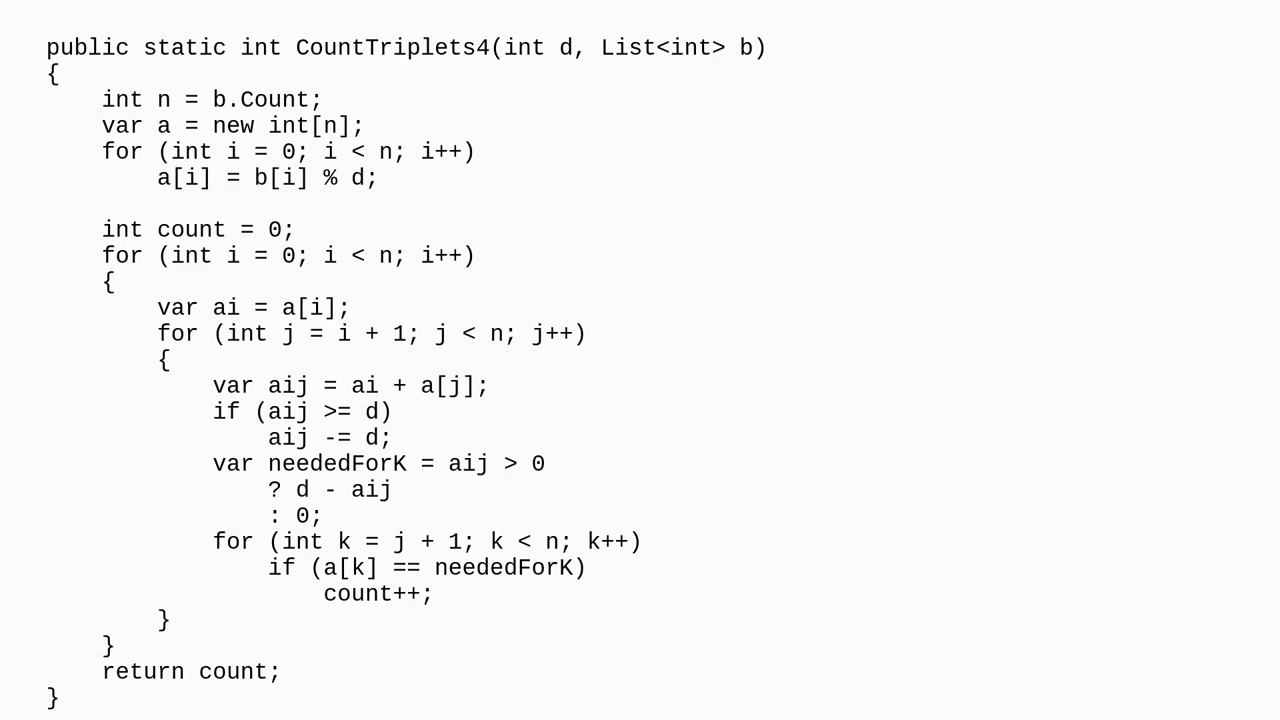 public static int CountTriplets4(int d, List<int> b)
{
    int n = b.Count;
    var a = new int[n];
    for (int i = 0; i < n; i++)
        a[i] = b[i] % d;

    int count = 0;
    for (int i = 0; i < n; i++)
    {
        var ai = a[i];
        for (int j = i + 1; j < n; j++)
        {
            var aij = ai + a[j];
            if (aij >= d)
                aij -= d;
            var neededForK = aij > 0
                ? d - aij
                : 0;
            for (int k = j + 1; k < n; k++)
                if (a[k] == neededForK)
                    count++;
        }
    }
    return count;
}